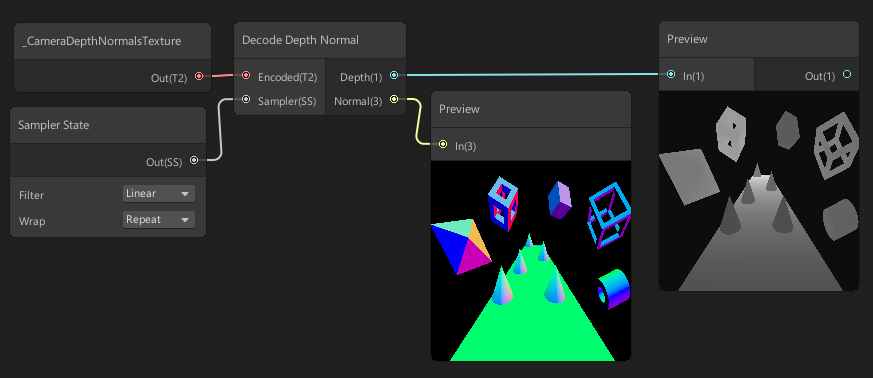 _CameraDepthNormalsTexture
Out(T2)
Sampler State
Out(SS)
Filter Linear
Wrap Repeat
Decode Depth Normal
Encoded(T2) Depth(1)
Sampler(SS) Normal(3)
Preview
In(3)
Preview
In(1) Out(1)